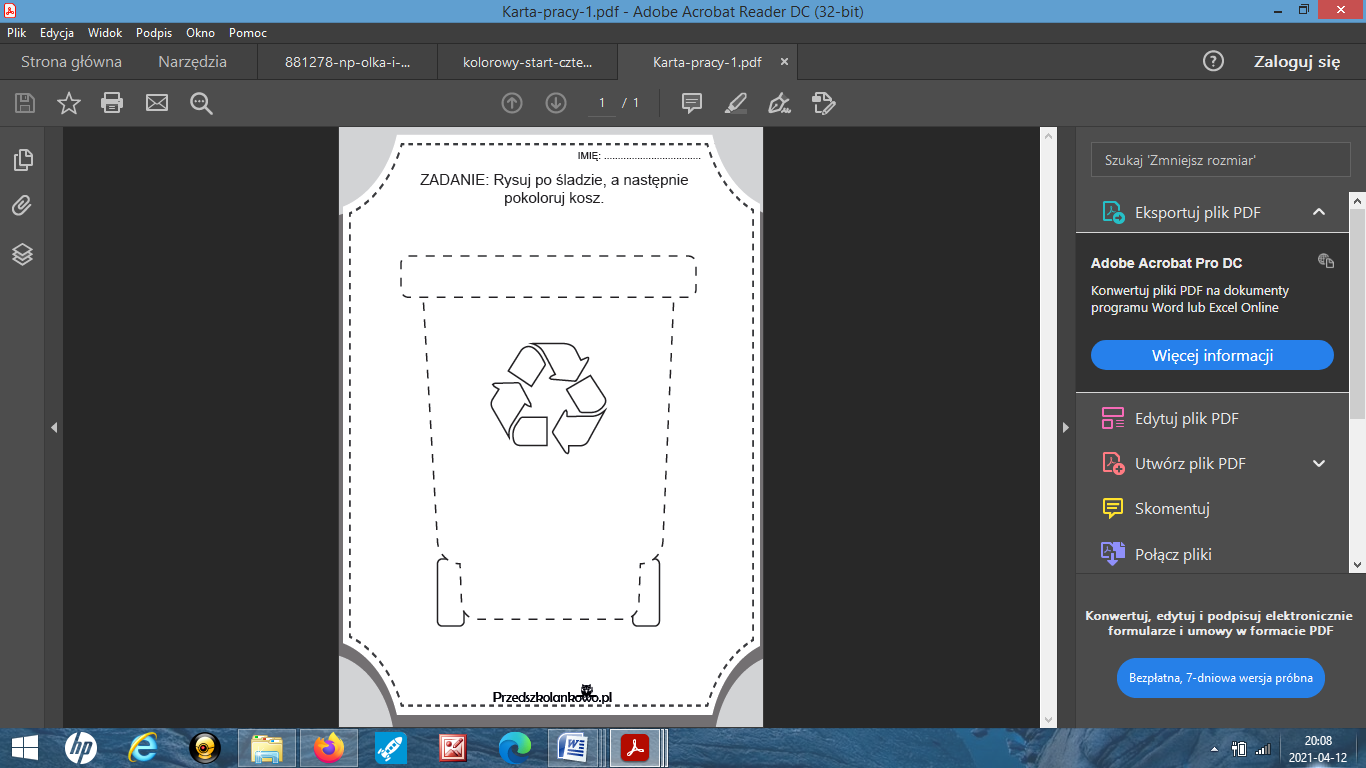 Karta-pracy-1.pdf - Adobe Acrobat Reader DC (32-bit)
Plik Edycja Widok Podpis Okno Pomoc
Strona główna Narzędzia 881278-np-olka-i-... kolorowy-start-czte... Karta-pracy-1.pdf × ? Zaloguj się
1 / 1
IMIĘ: ..................................
ZADANIE: Rysuj po śladzie, a następnie
pokoloruj kosz.
Przedszkolankowo.pl
Szukaj 'Zmniejsz rozmiar'
Eksportuj plik PDF
Adobe Acrobat Pro DC
Konwertuj pliki PDF na dokumenty
programu Word lub Excel Online
Więcej informacji
Edytuj plik PDF
Utwórz plik PDF
Skomentuj
Połącz pliki
Konwertuj, edytuj i podpisuj elektronicznie
formularze i umowy w formacie PDF
Bezpłatna, 7-dniowa wersja próbna
hp
20:08
2021-04-12